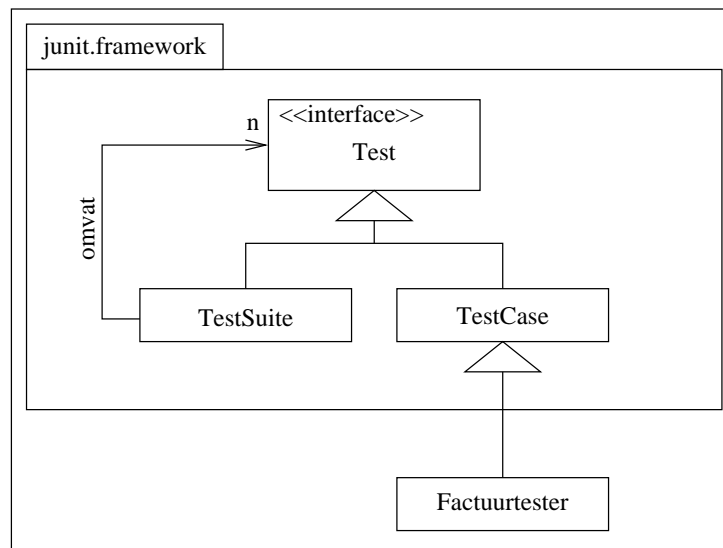 junit.framework
<<interface>>
n
Test
omvat
TestSuite
TestCase
Factuurtester